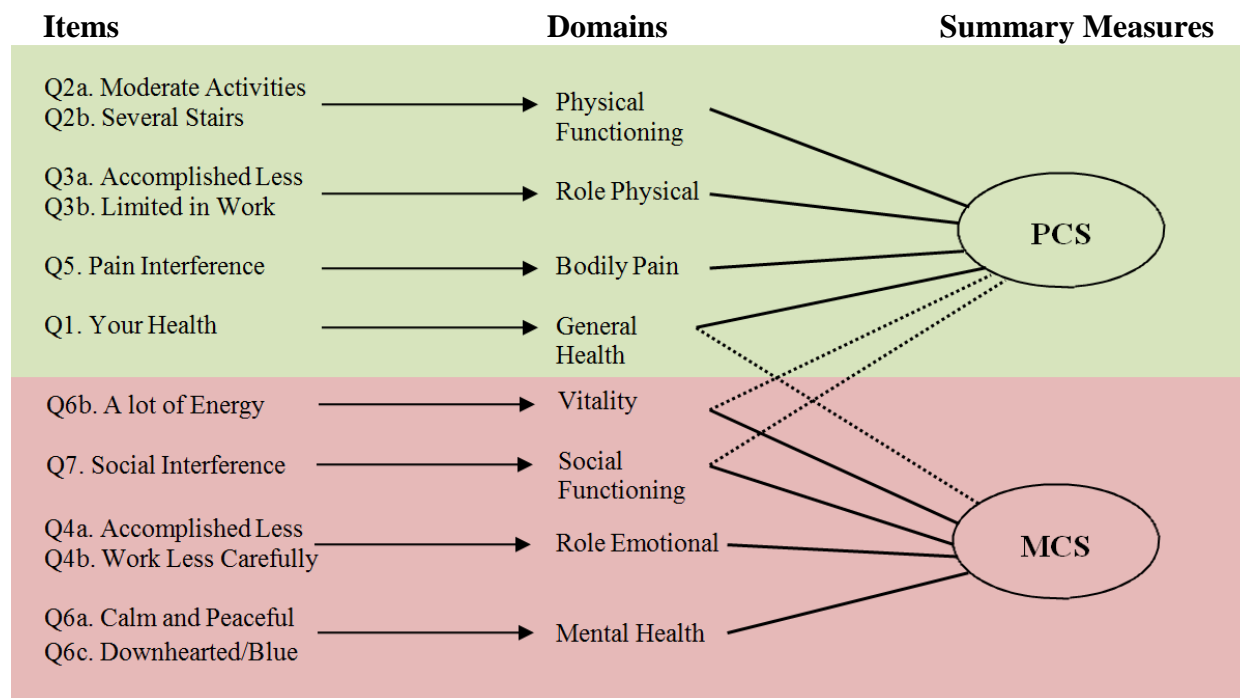 Items Domains Summary Measures
Q2a. Moderate Activities
Q2b. Several Stairs
Physical
Functioning
Q3a. Accomplished Less
Q3b. Limited in Work
Role Physical
PCS
Q5. Pain Interference
Bodily Pain
Q1. Your Health
General
Health
Q6b. A lot of Energy
Vitality
Q7. Social Interference
Social
Functioning
Q4a. Accomplished Less
Q4b. Work Less Carefully
Role Emotional
MCS
Q6a. Calm and Peaceful
Q6c. Downhearted/Blue
Mental Health